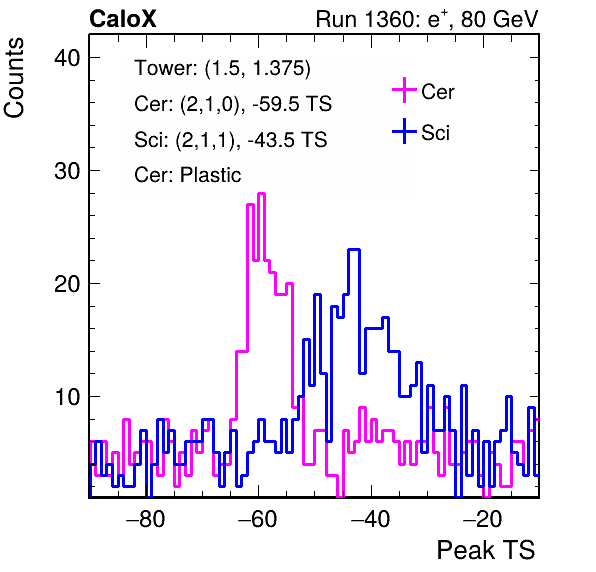 CaloX Run 1360: e⁺, 80 GeV
Counts
40
30
20
10
Tower: (1.5, 1.375)
Cer: (2,1,0), -59.5 TS
Sci: (2,1,1), -43.5 TS
Cer: Plastic
Cer
Sci
−80 −60 −40 −20
Peak TS